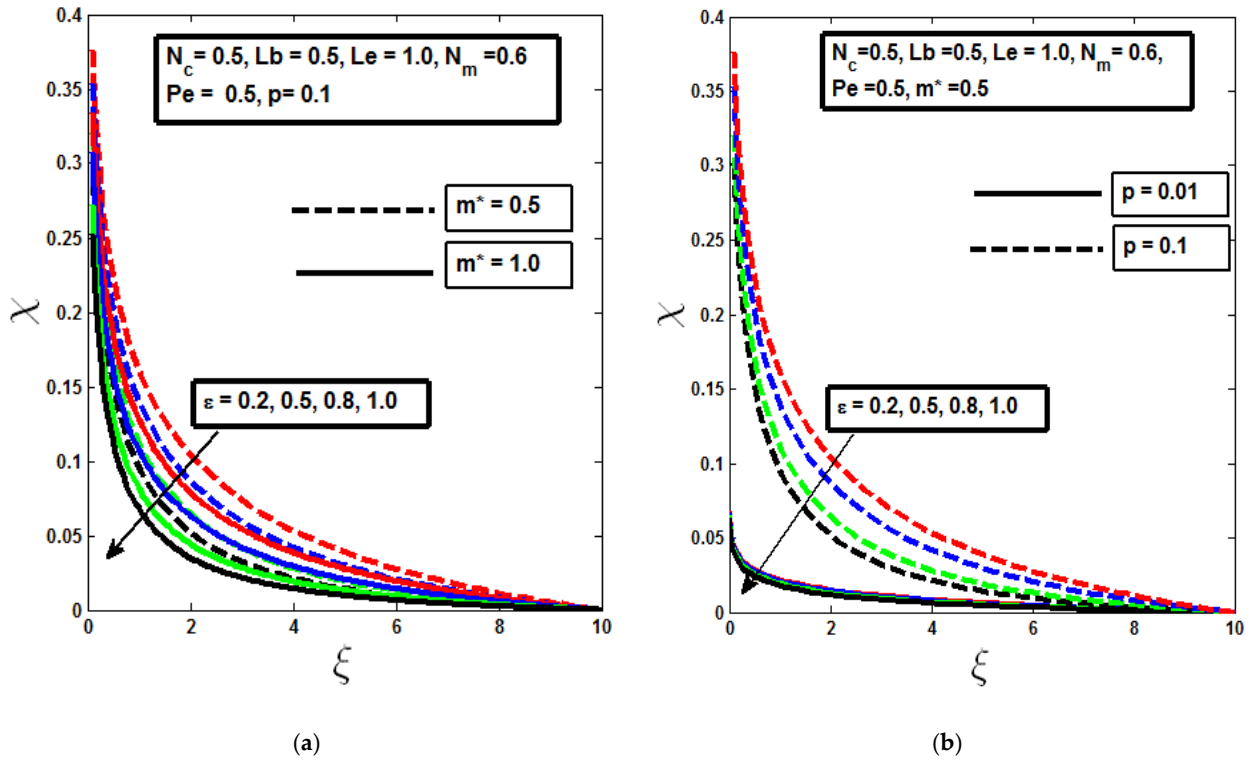 0.4
0.35
0.3
0.25
0.2
0.15
0.1
0.05
0
N_c = 0.5, Lb = 0.5, Le = 1.0, N_m = 0.6
Pe = 0.5, p= 0.1
m* = 0.5
m* = 1.0
ε = 0.2, 0.5, 0.8, 1.0
χ
0 2 4 6 8 10
ξ
(a)
0.4
0.35
0.3
0.25
0.2
0.15
0.1
0.05
0
N_c=0.5, Lb =0.5, Le = 1.0, N_m= 0.6,
Pe =0.5, m* =0.5
p = 0.01
p = 0.1
ε = 0.2, 0.5, 0.8, 1.0
χ
0 2 4 6 8 10
ξ
(b)